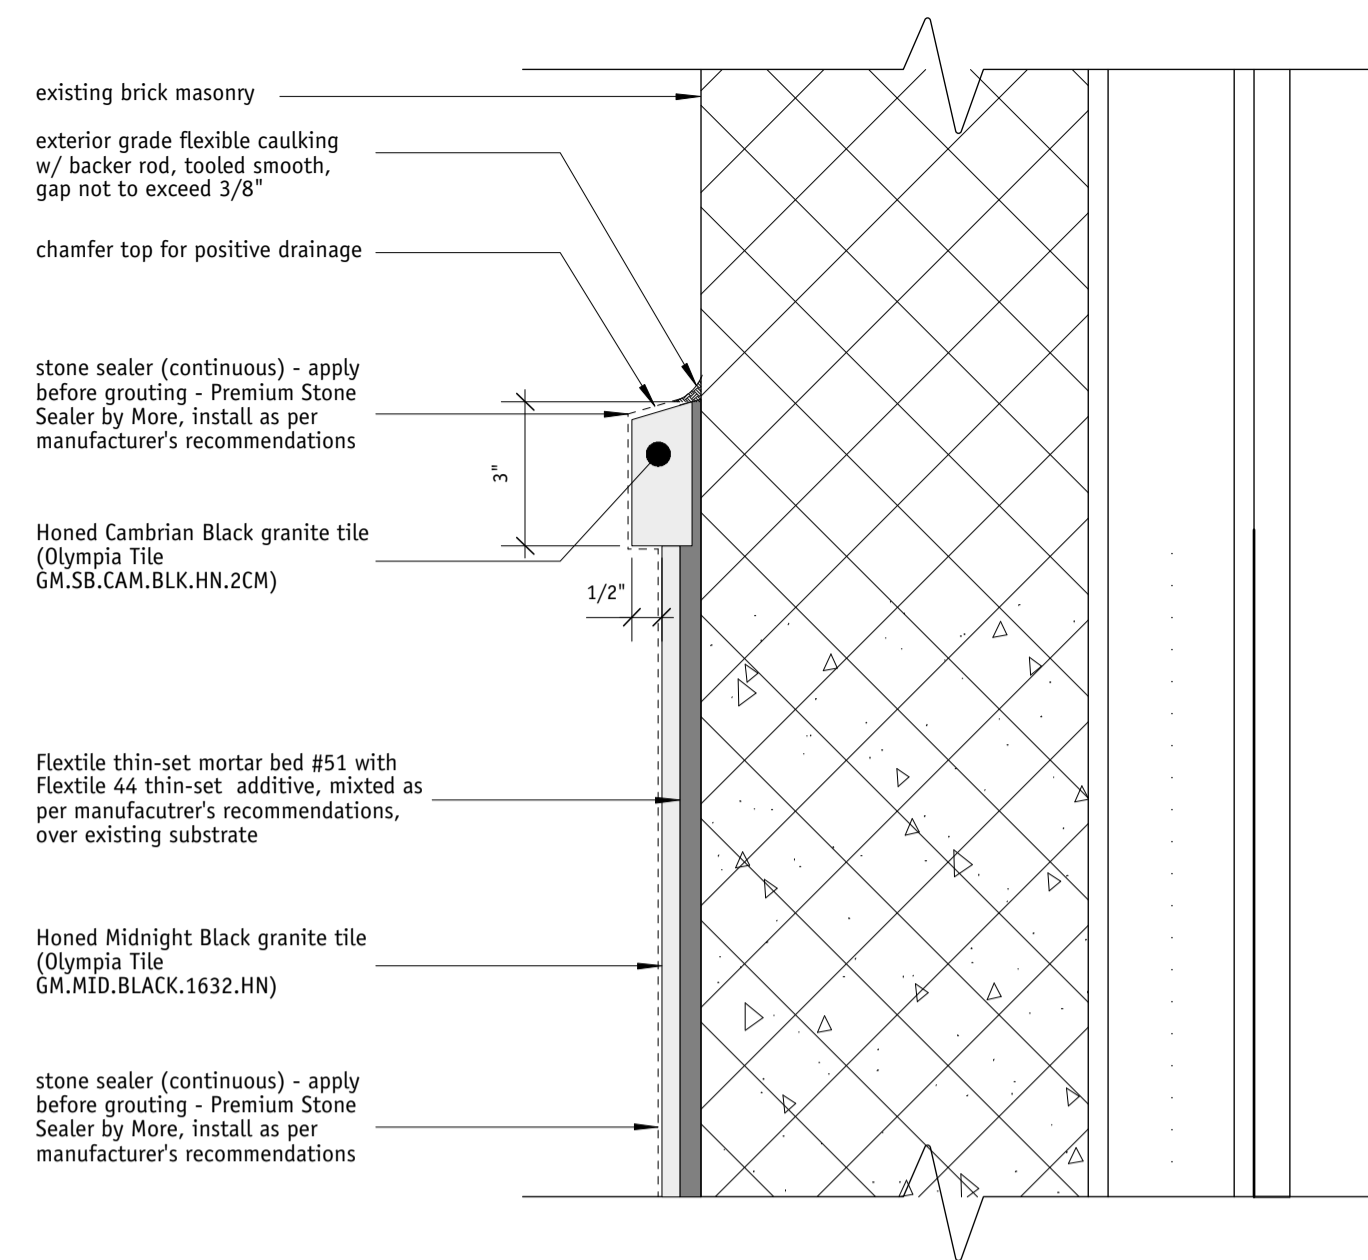 existing brick masonry
exterior grade flexible caulking
w/ backer rod, tooled smooth,
gap not to exceed 3/8"
chamfer top for positive drainage
stone sealer (continuous) - apply
before grouting - Premium Stone
Sealer by More, install as per
manufacturer's recommendations
3"
Honed Cambrian Black granite tile
(Olympia Tile
GM.SB.CAM.BLK.HN.2CM)
1/2"
Flextile thin-set mortar bed #51 with
Flextile 44 thin-set additive, mixted as
per manufacutrer's recommendations,
over existing substrate
Honed Midnight Black granite tile
(Olympia Tile
GM.MID.BLACK.1632.HN)
stone sealer (continuous) - apply
before grouting - Premium Stone
Sealer by More, install as per
manufacturer's recommendations